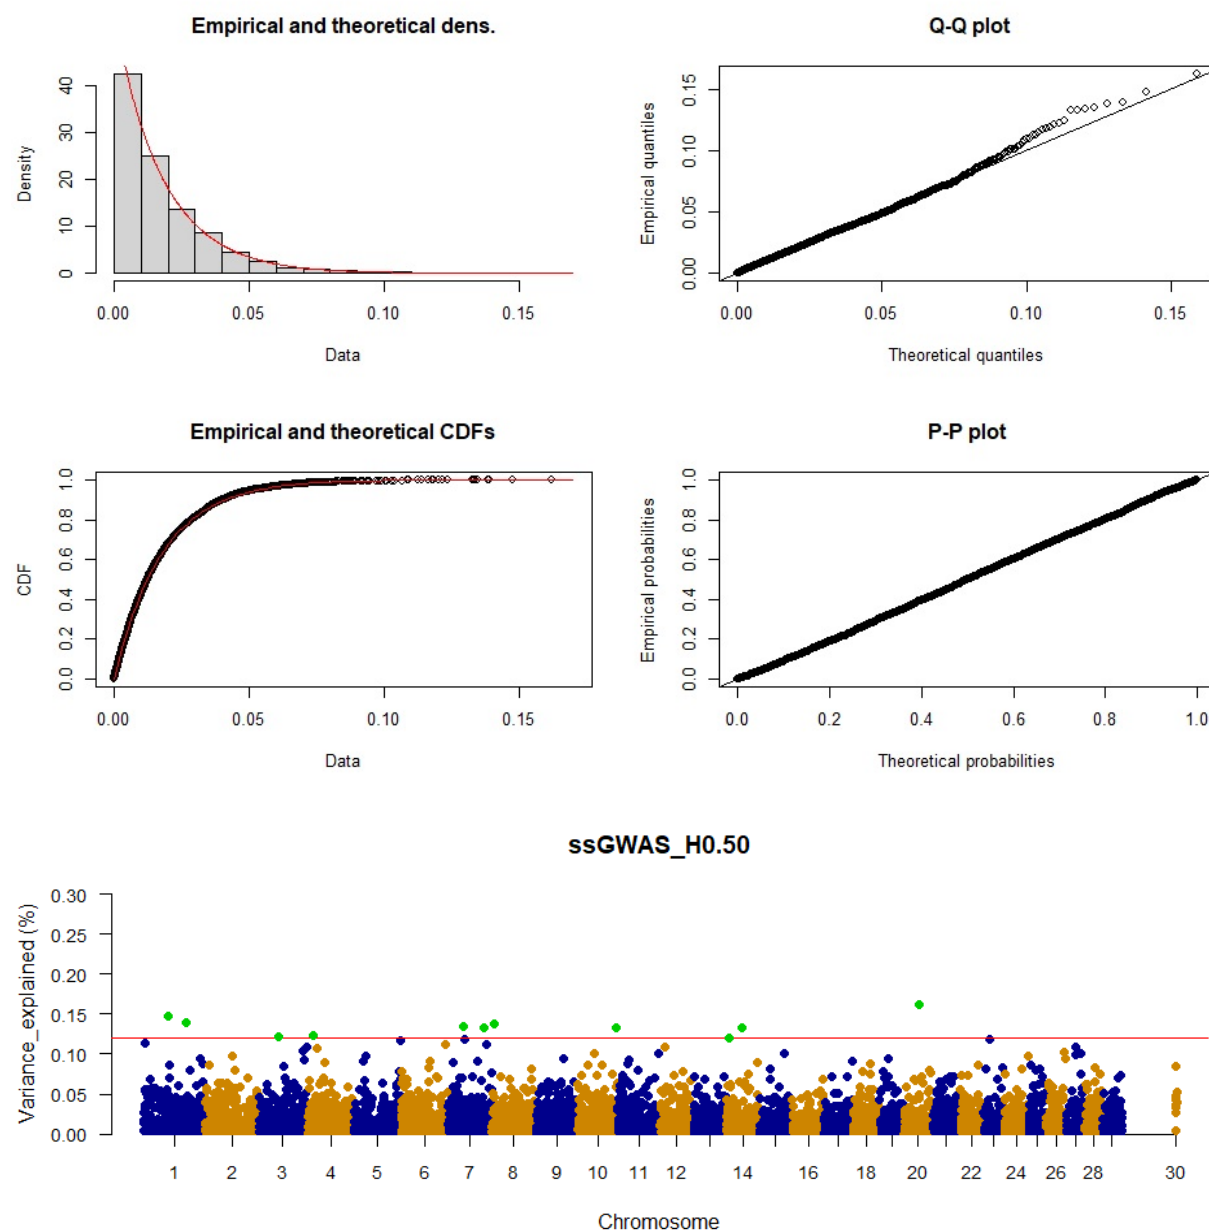 Empirical and theoretical dens.
Density
0 10 20 30 40
0.00 0.05 0.10 0.15
Data
Q-Q plot
Empirical quantiles
0.00 0.05 0.10 0.15
0.00 0.05 0.10 0.15
Theoretical quantiles
Empirical and theoretical CDFs
CDF
0.0 0.2 0.4 0.6 0.8 1.0
0.00 0.05 0.10 0.15
Data
P-P plot
Empirical probabilities
0.0 0.2 0.4 0.6 0.8 1.0
0.0 0.2 0.4 0.6 0.8 1.0
Theoretical probabilities
ssGWAS_H0.50
Variance_explained (%)
0.30
0.25
0.20
0.15
0.10
0.05
0.00
1 2 3 4 5 6 7 8 9 10 11 12 14 16 18 20 22 24 26 28 30
Chromosome